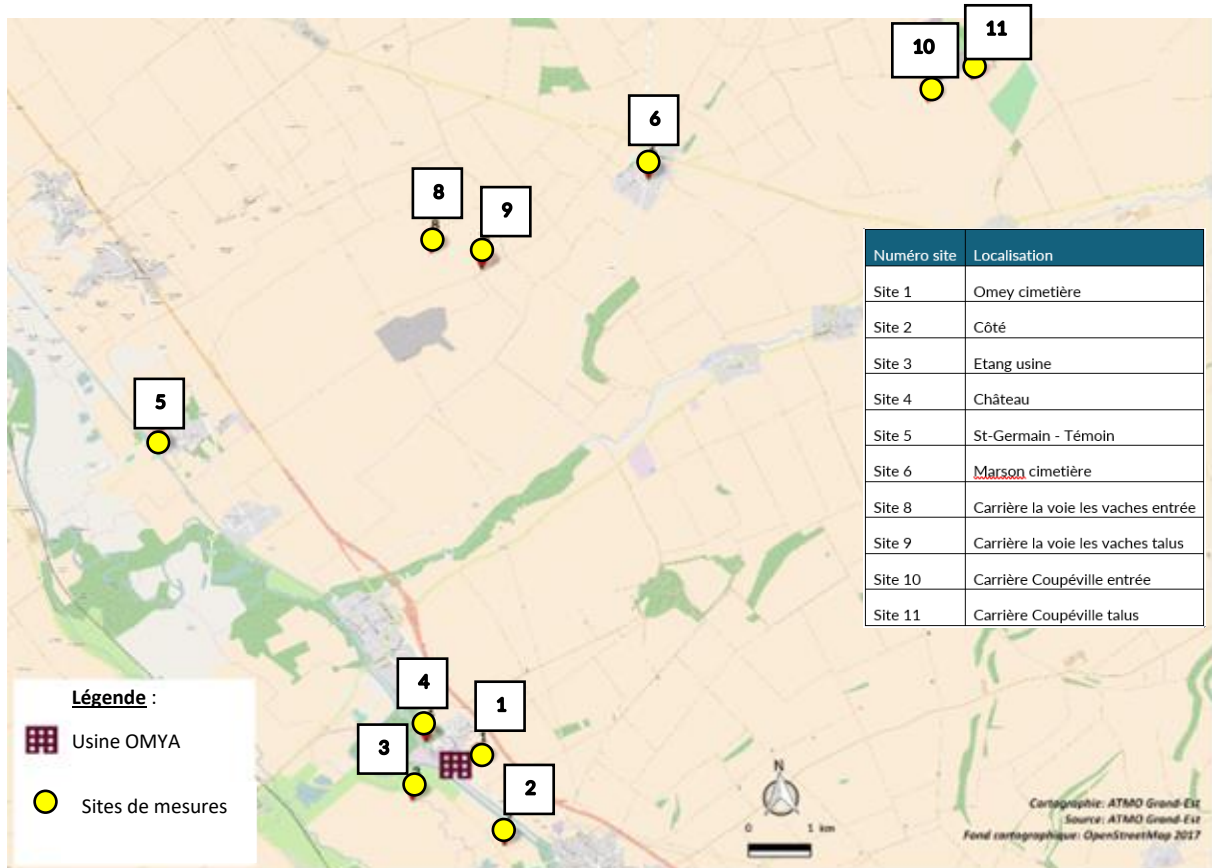 10
11
6
8
9
Numéro site Localisation
Site 1 Omey cimetière
Site 2 Côté
Site 3 Etang usine
Site 4 Château
Site 5 St-Germain - Témoin
Site 6 Marson cimetière
Site 8 Carrière la voie les vaches entrée
Site 9 Carrière la voie les vaches talus
Site 10 Carrière Coupéville entrée
Site 11 Carrière Coupéville talus
5
4
1
3
2
Légende :
Usine OMYA
Sites de mesures
N
0 1 km
Cartographie: ATMO Grand-Est
Source: ATMO Grand-Est
Fond cartographique: OpenStreetMap 2017